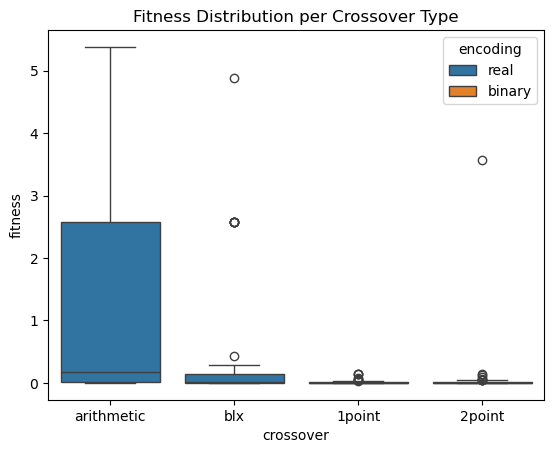 Fitness Distribution per Crossover Type
encoding
real
binary
fitness
5
4
3
2
1
0
arithmetic
blx
1point
2point
crossover